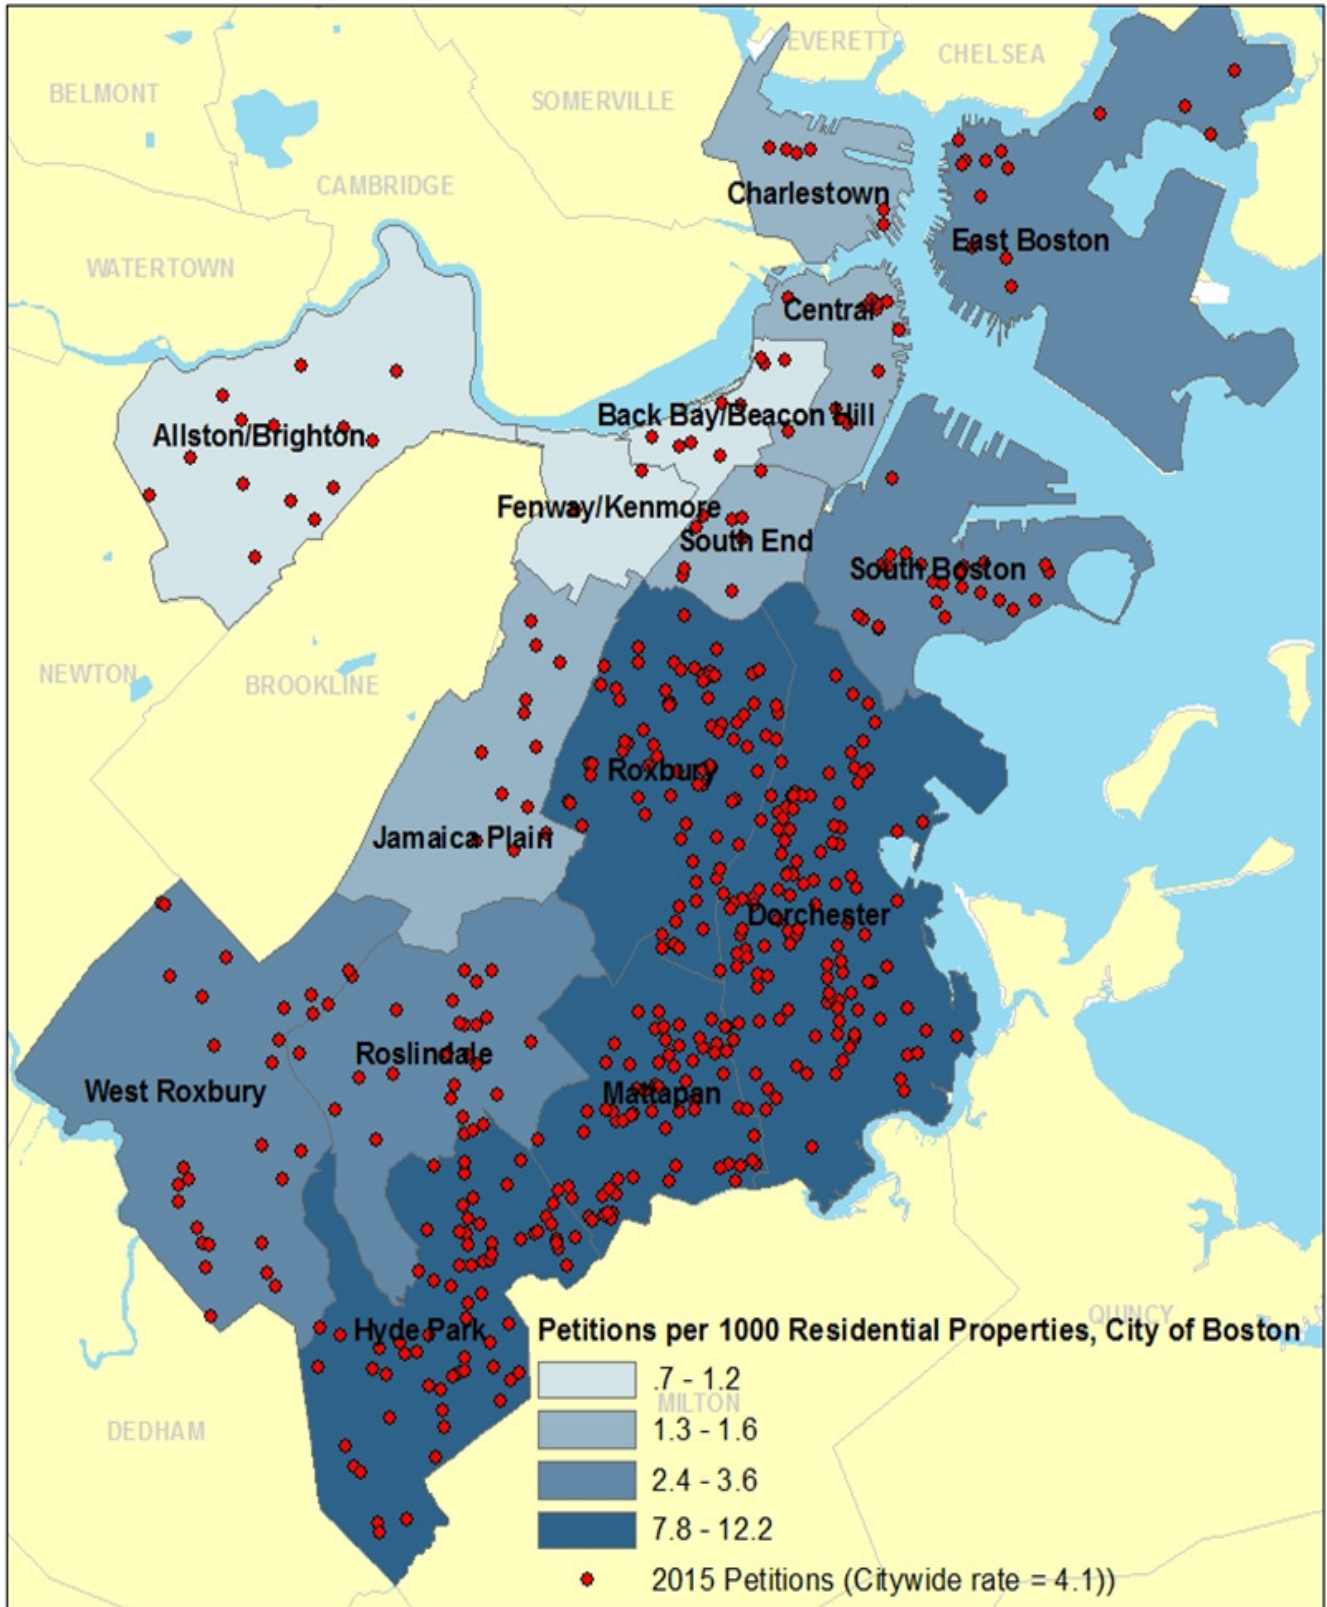 EVERETT
CHELSEA
BELMONT
SOMERVILLE
CAMBRIDGE
Charlestown
East Boston
WATERTOWN
Central
Back Bay/Beacon Hill
Allston/Brighton
Fenway/Kenmore
South End
South Boston
NEWTON
BROOKLINE
Roxbury
Jamaica Plain
Dorchester
Roslindale
West Roxbury
Mattapan
QUINCY
Hyde Park
Petitions per 1000 Residential Properties, City of Boston
.7 - 1.2
MILTON
1.3 - 1.6
DEDHAM
2.4 - 3.6
7.8 - 12.2
2015 Petitions (Citywide rate = 4.1))